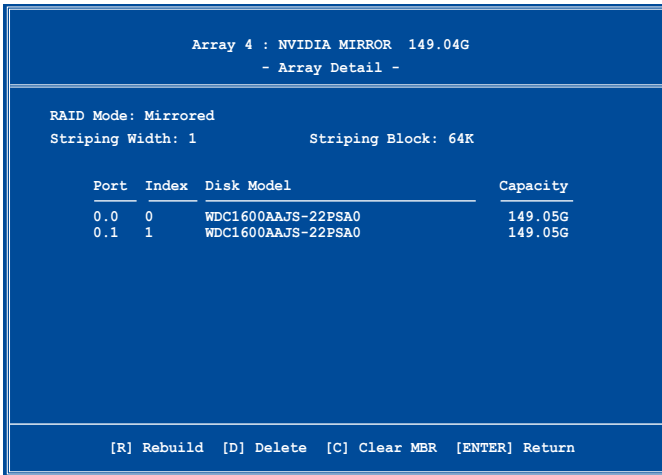 Array 4 : NVIDIA MIRROR 149.04G
- Array Detail -
RAID Mode: Mirrored
Striping Width: 1 Striping Block: 64K
Port Index Disk Model Capacity
0.0 0 WDC1600AAJS-22PSA0 149.05G
0.1 1 WDC1600AAJS-22PSA0 149.05G
[R] Rebuild [D] Delete [C] Clear MBR [ENTER] Return